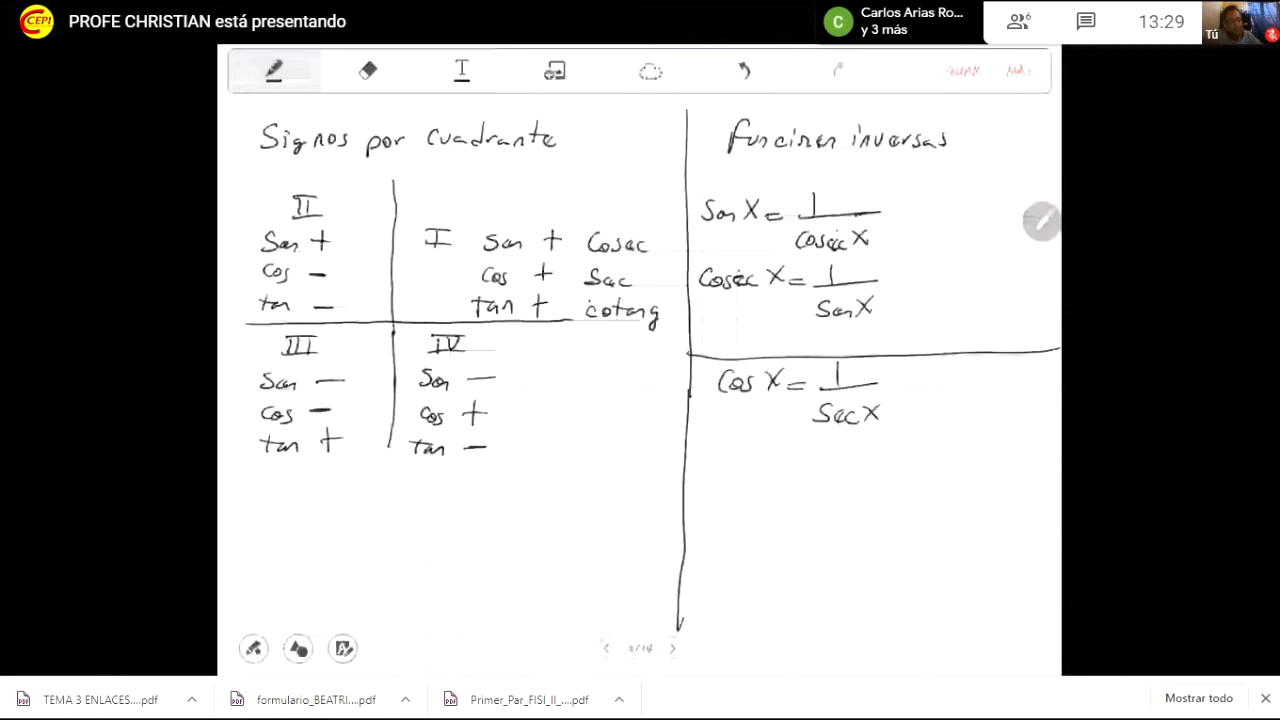 CEPI
PROFE CHRISTIAN está presentando
C
Carlos Arias Ro...
y 3 más
6
13:29
Tú
T
Signos por cuadrante
II
Sen +
cos -
tan -
I sen + Cosec
cos + Sec
tan + cotang
III
Sen -
cos -
tan +
IV
Sen -
cos +
tan -
Funciones inversas
Sen X = 1
cosec X
Cosec X = 1
Sen X
Cos X = 1
Sec X
TEMA 3 ENLACES....pdf
formulario_BEATRI....pdf
Primer_Par_FISI_II_....pdf
Mostrar todo